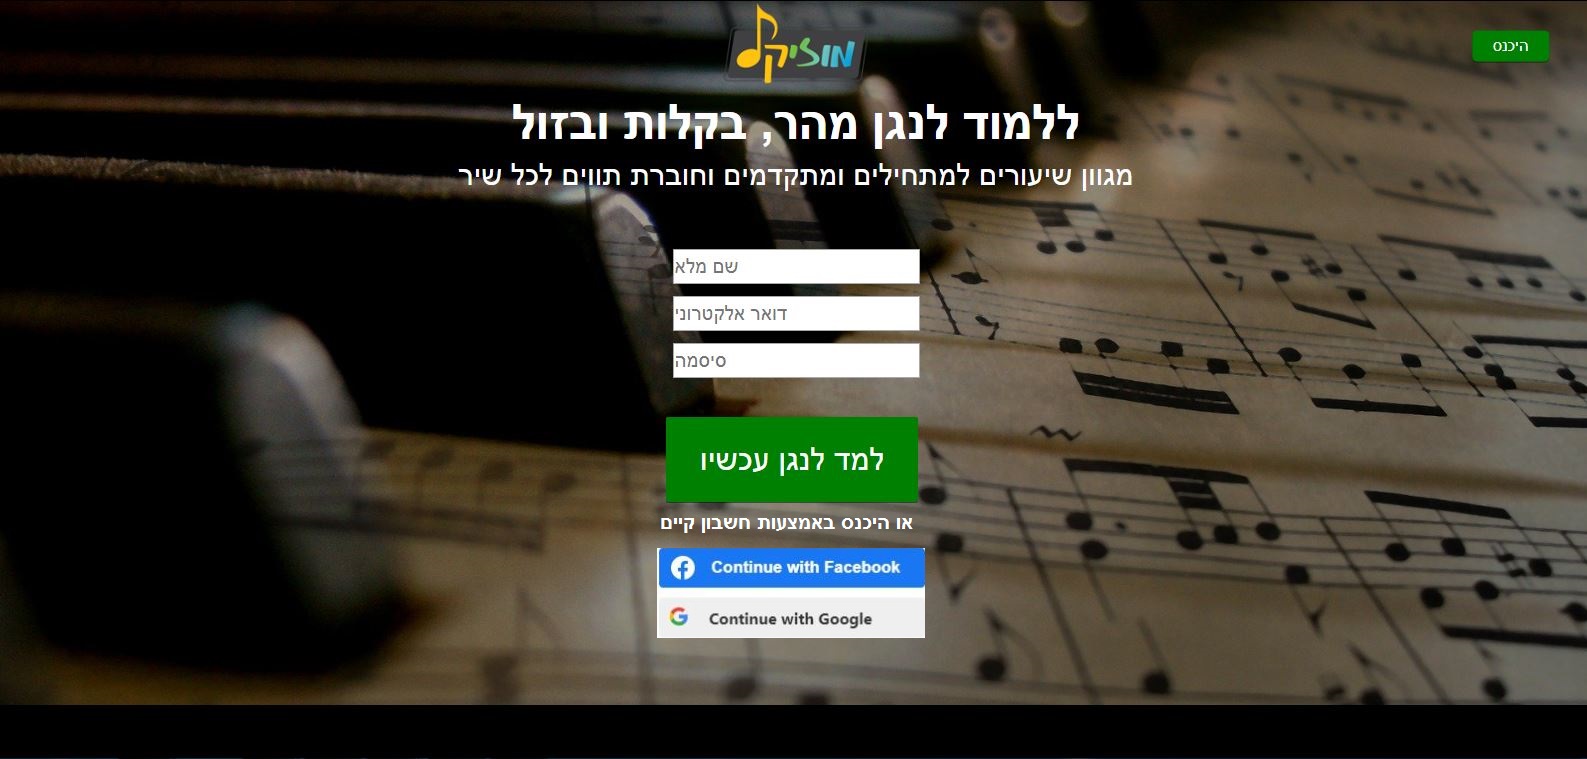 מוזיקל
היכנס
ללמוד לנגן מהר, בקלות ובזול
מגוון שיעורים למתחילים ומתקדמים וחוברת תווים לכל שיר
שם מלא
דואר אלקטרוני
סיסמה
למד לנגן עכשיו
או היכנס באמצעות חשבון קיים
Continue with Facebook
Continue with Google